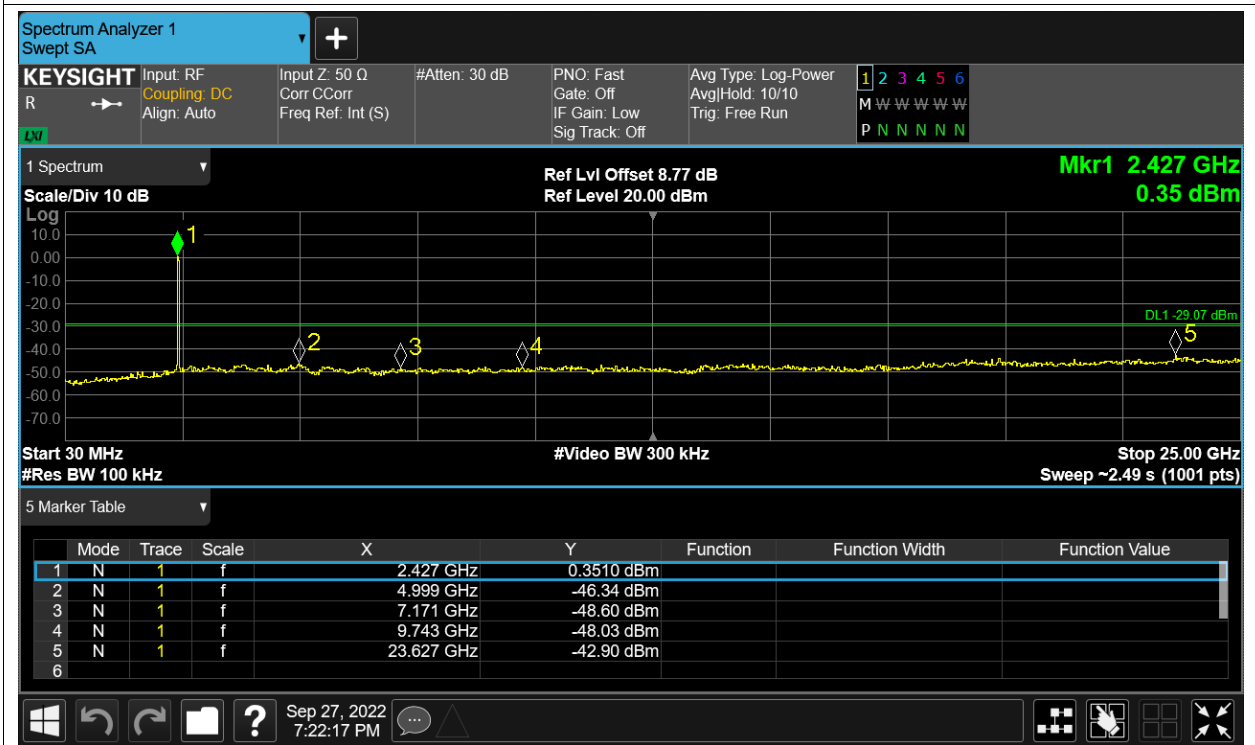 Spectrum Analyzer 1
Swept SA
KEYSIGHT Input: RF Input Z: 50 Ω #Atten: 30 dB PNO: Fast Avg Type: Log-Power 1 2 3 4 5 6
R Coupling: DC Corr CCorr Gate: Off Avg|Hold: 10/10 M W W W W W
Align: Auto Freq Ref: Int (S) IF Gain: Low Trig: Free Run
LXI Sig Track: Off P N N N N N
1 Spectrum Ref Lvl Offset 8.77 dB Mkr1 2.427 GHz
Scale/Div 10 dB Ref Level 20.00 dBm 0.35 dBm
Log
10.0
1
0.00
-10.0
-20.0
DL1 -29.07 dBm
-30.0
2 3 4 5
-40.0
-50.0
-60.0
-70.0
Start 30 MHz #Video BW 300 kHz Stop 25.00 GHz
#Res BW 100 kHz Sweep ~2.49 s (1001 pts)
5 Marker Table
Mode Trace Scale X Y Function Function Width Function Value
1 N 1 f 2.427 GHz 0.3510 dBm
2 N 1 f 4.999 GHz -46.34 dBm
3 N 1 f 7.171 GHz -48.60 dBm
4 N 1 f 9.743 GHz -48.03 dBm
5 N 1 f 23.627 GHz -42.90 dBm
6
? Sep 27, 2022
7:22:17 PM